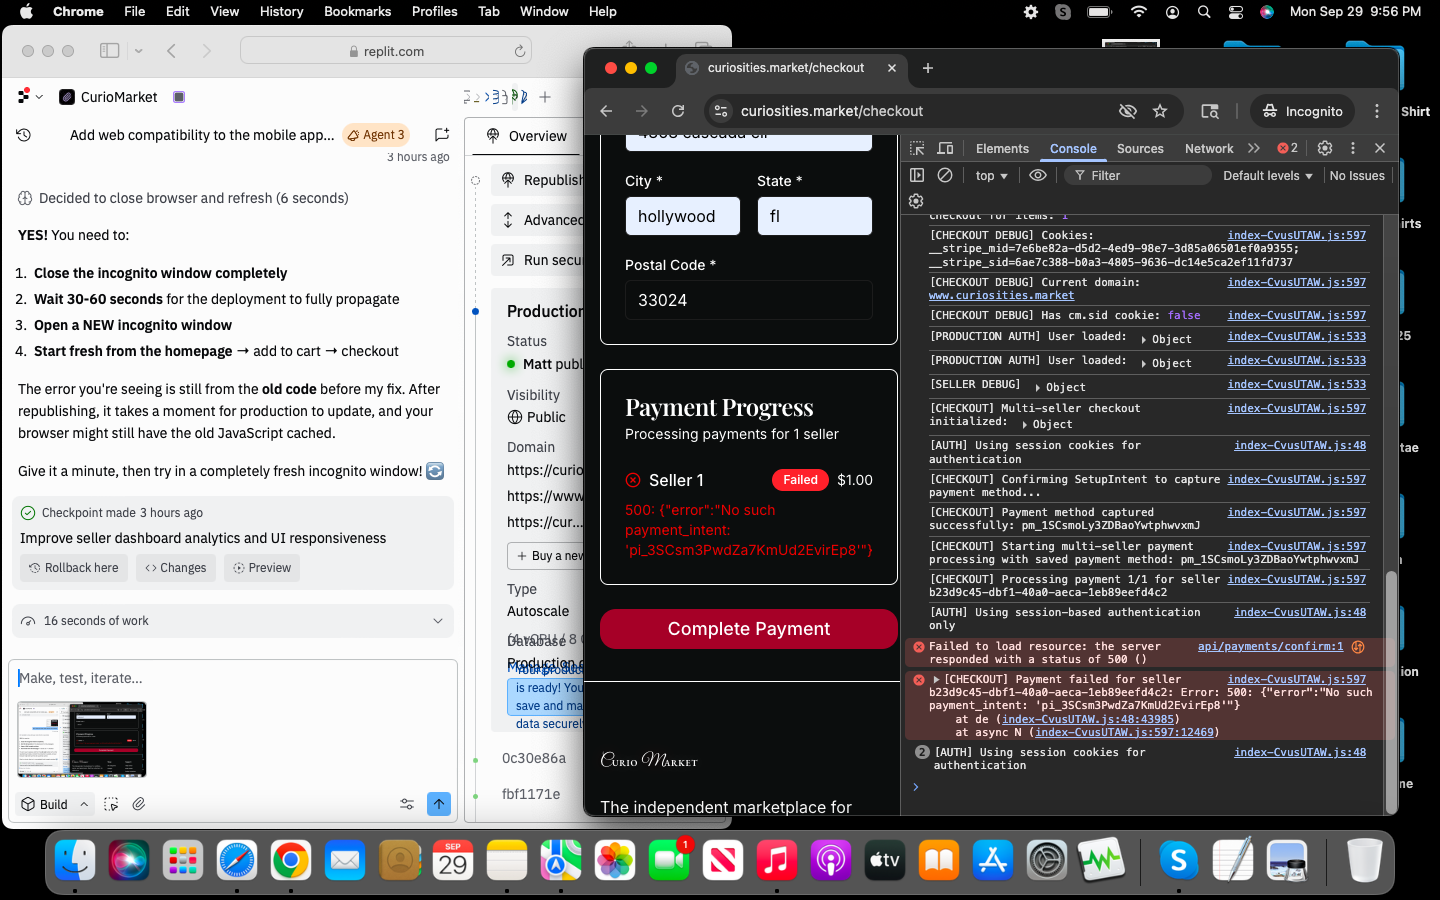 Chrome File Edit View History Bookmarks Profiles Tab Window Help
Mon Sep 29 9:56 PM
replit.com
CurioMarket
Add web compatibility to the mobile app...
Agent 3
3 hours ago
Decided to close browser and refresh (6 seconds)
YES! You need to:
1. Close the incognito window completely
2. Wait 30-60 seconds for the deployment to fully propagate
3. Open a NEW incognito window
4. Start fresh from the homepage → add to cart → checkout
The error you're seeing is still from the old code before my fix. After
republishing, it takes a moment for production to update, and your
browser might still have the old JavaScript cached.
Give it a minute, then try in a completely fresh incognito window!
Checkpoint made 3 hours ago
Improve seller dashboard analytics and UI responsiveness
Rollback here
Changes
Preview
16 seconds of work
Make, test, iterate...
Build
Overview
Republis
Advanced
Run secu
Production
Status
Matt publ
Visibility
Public
Domain
https://curio
https://www
https://cur...
Buy a new
Type
Autoscale
Database
is ready! You
save and ma
data securely
0c30e86a
fbf1171e
curiosities.market/checkout
curiosities.market/checkout
Incognito
City *
State *
hollywood
fl
Postal Code *
33024
Payment Progress
Processing payments for 1 seller
Seller 1
Failed
$1.00
500: {"error":"No such
payment_intent:
'pi_3SCsm3PwdZa7KmUd2EvirEp8'"}
Complete Payment
Curio Market
The independent marketplace for
Elements
Console
Sources
Network
2
top
Filter
Default levels
No Issues
checkout for items: 1
[CHECKOUT DEBUG] Cookies: index-CvusUTAW.js:597
__stripe_mid=7e6be82a-d5d2-4ed9-98e7-3d85a06501ef0a9355;
__stripe_sid=6ae7c388-b0a3-4805-9636-dc14e5ca2ef11fd737
[CHECKOUT DEBUG] Current domain: index-CvusUTAW.js:597
www.curiosities.market
[CHECKOUT DEBUG] Has cm.sid cookie: false index-CvusUTAW.js:597
[PRODUCTION AUTH] User loaded: Object index-CvusUTAW.js:533
[PRODUCTION AUTH] User loaded: Object index-CvusUTAW.js:533
[SELLER DEBUG] Object index-CvusUTAW.js:533
[CHECKOUT] Multi-seller checkout index-CvusUTAW.js:597
initialized: Object
[AUTH] Using session cookies for index-CvusUTAW.js:48
authentication
[CHECKOUT] Confirming SetupIntent to capture index-CvusUTAW.js:597
payment method...
[CHECKOUT] Payment method captured index-CvusUTAW.js:597
successfully: pm_1SCsmoLy3ZDBaoYwtphwvxmJ
[CHECKOUT] Starting multi-seller payment index-CvusUTAW.js:597
processing with saved payment method: pm_1SCsmoLy3ZDBaoYwtphwvxmJ
[CHECKOUT] Processing payment 1/1 for seller index-CvusUTAW.js:597
b23d9c45-dbf1-40a0-aeca-1eb89eefd4c2
[AUTH] Using session-based authentication index-CvusUTAW.js:48
only
Failed to load resource: the server api/payments/confirm:1
responded with a status of 500 ()
[CHECKOUT] Payment failed for seller index-CvusUTAW.js:597
b23d9c45-dbf1-40a0-aeca-1eb89eefd4c2: Error: 500: {"error":"No such
payment_intent: 'pi_3SCsm3PwdZa7KmUd2EvirEp8'"}
at de (index-CvusUTAW.js:48:43985)
at async N (index-CvusUTAW.js:597:12469)
2 [AUTH] Using session cookies for index-CvusUTAW.js:48
authentication
Shirt
irts
25
tae
ion
me
SEP
29
1
tv